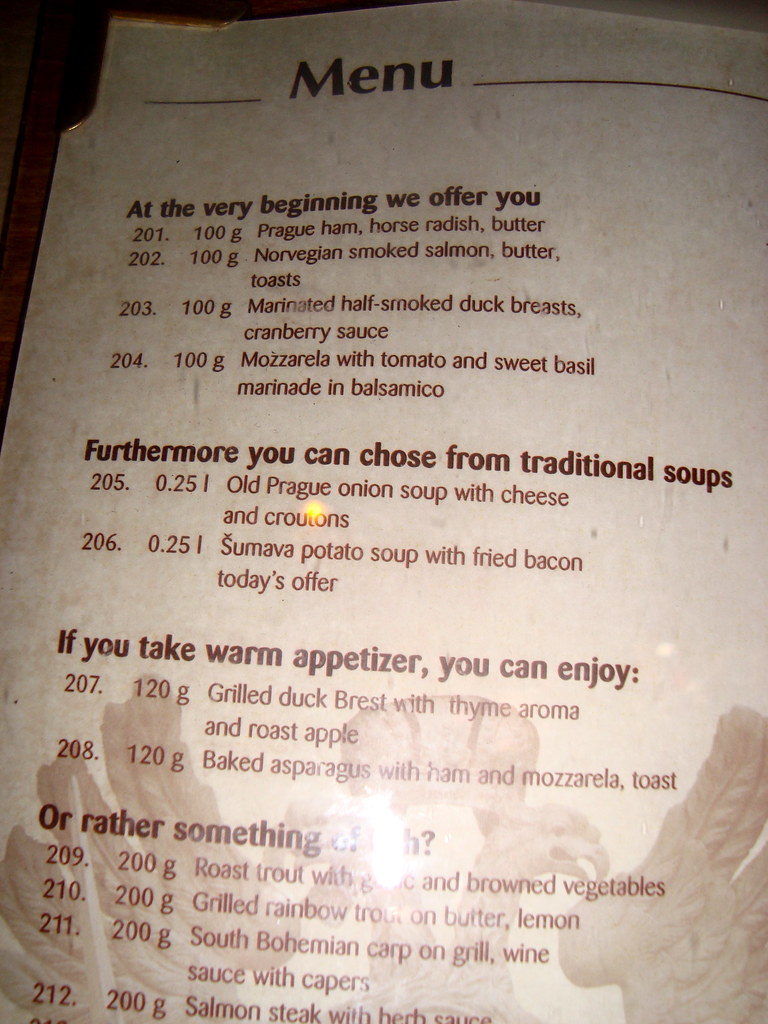 Menu
At the very beginning we offer you
201. 100 g Prague ham, horse radish, butter
202. 100 g Norvegian smoked salmon, butter,
toasts
203. 100 g Marinated half-smoked duck breasts,
cranberry sauce
204. 100 g Mozzarela with tomato and sweet basil
marinade in balsamico
Furthermore you can chose from traditional soups
205. 0.25 l Old Prague onion soup with cheese
and croutons
206. 0.25 l Šumava potato soup with fried bacon
today's offer
If you take warm appetizer, you can enjoy:
207. 120 g Grilled duck Brest with thyme aroma
and roast apple
208. 120 g Baked asparagus with ham and mozzarela, toast
Or rather something of
209. 200 g Roast trout with and browned vegetables
210. 200 g Grilled rainbow trout on butter, lemon
211. 200 g South Bohemian carp on grill, wine
sauce with capers
212. 200 g Salmon steak with herb sauce